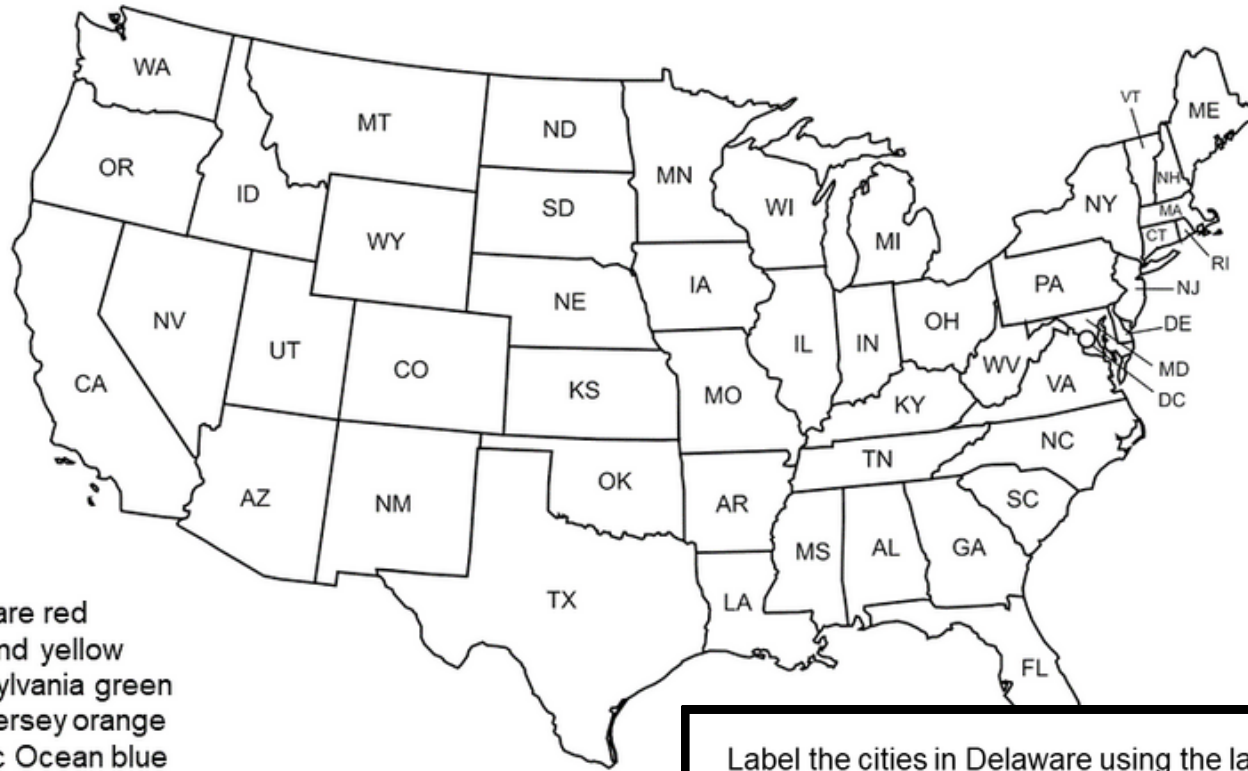 WA
MT
ND
MN
VT
ME
OR
ID
SD
WI
NH
NY
MA
WY
MI
CT
RI
IA
PA
NJ
NE
NV
OH
DE
UT
IL
IN
CO
WV
MD
CA
KS
MO
VA
DC
KY
NC
TN
OK
AZ
NM
AR
SC
MS
AL
GA
TX
LA
FL
are red
nd yellow
ylvania green
ersey orange
c Ocean blue
Label the cities in Delaware using the la